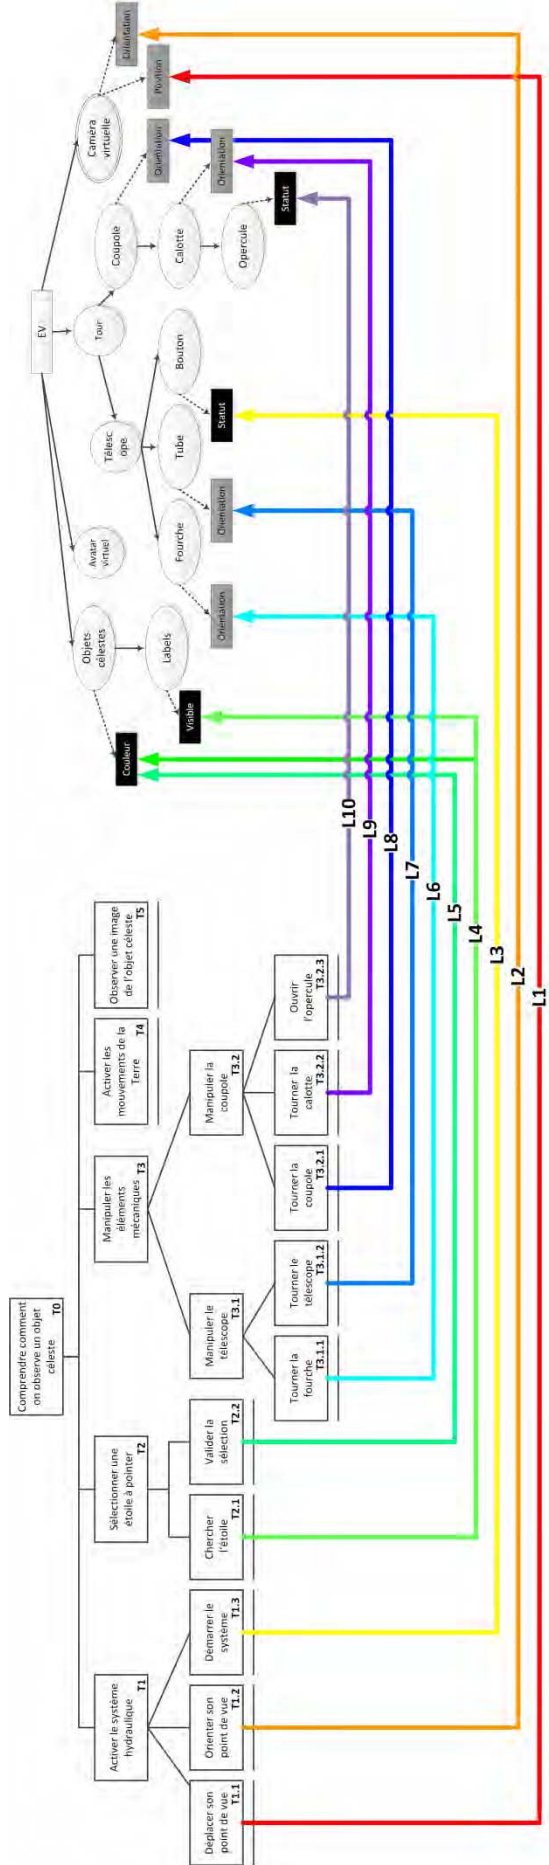 Comprendre comment
on observe un objet
céleste
T0
Activer le système
hydraulique
T1
Sélectionner une
étoile à pointer
T2
Manipuler les
éléments
mécaniques
T3
Activer les
mouvements de la
Terre
T4
Observer une image
de l'objet céleste
T5
Déplacer son
point de vue
T1.1
Orienter son
point de vue
T1.2
Démarrer le
système
T1.3
Chercher
l'étoile
T2.1
Valider la
sélection
T2.2
Manipuler le
télescope
T3.1
Manipuler la
coupole
T3.2
Tourner la
fourche
T3.1.1
Tourner le
télescope
T3.1.2
Tourner la
coupole
T3.2.1
Tourner la
calotte
T3.2.2
Ouvrir
l'opercule
T3.2.3
EV
Objets
célestes
Avatar
virtuel
Tour
Caméra
virtuelle
Orientation
Position
Couleur
Labels
Visible
Télesc
ope
Coupole
Orientation
Fourche
Tube
Bouton
Calotte
Orientation
Orientation
Orientation
Statut
Opercule
Statut
L10
L9
L8
L7
L6
L5
L4
L3
L2
L1